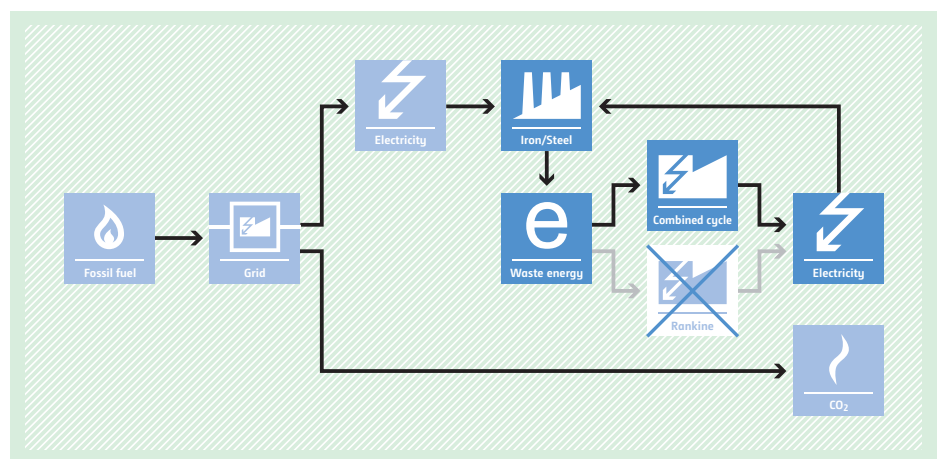 Electricity
Iron/Steel
Combined cycle
Fossil fuel
Grid
e
Waste energy
Electricity
Rankine
CO₂